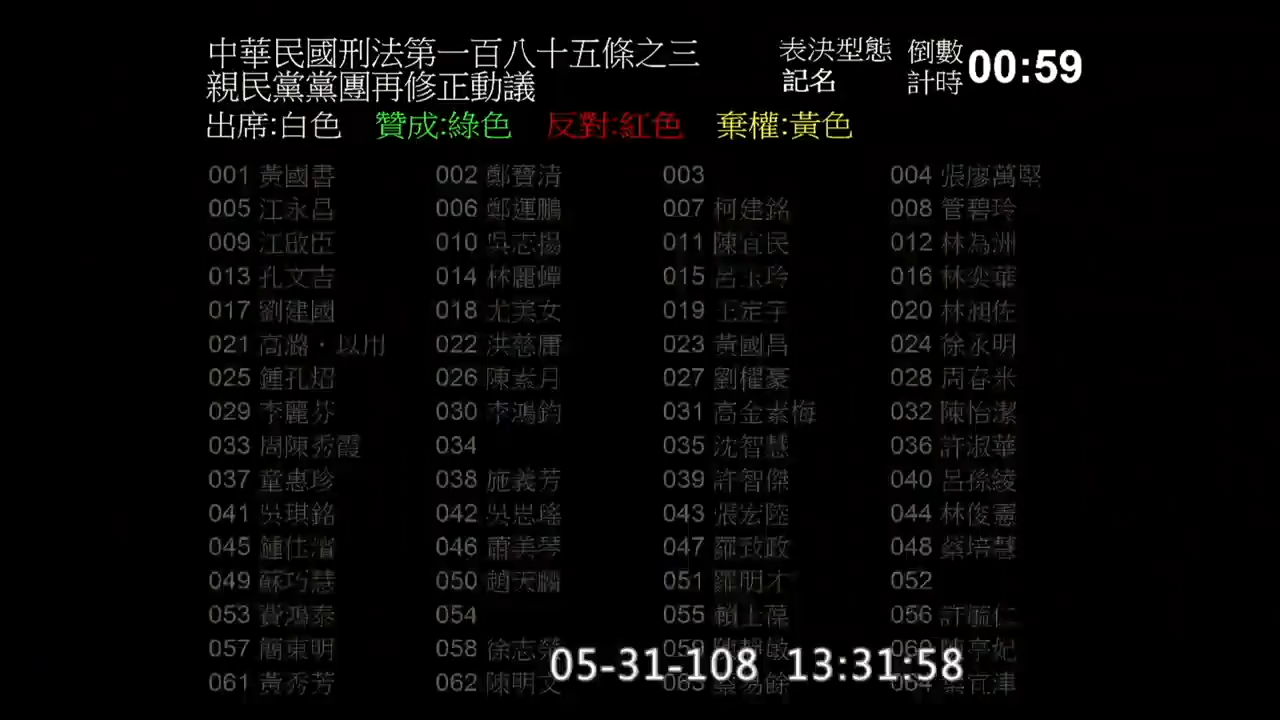 中華民國刑法第一百八十五條之三 表決型態 倒數 00:59
親民黨黨團再修正動議 記名 計時
出席:白色 贊成:綠色 反對:紅色 棄權:黃色
001 黃國書 002 鄭寶清 003 004 張廖萬堅
005 江永昌 006 鄭運鵬 007 柯建銘 008 管碧玲
009 江啟臣 010 吳志揚 011 陳宜民 012 林為洲
013 孔文吉 014 林麗蟬 015 呂玉玲 016 林奕華
017 劉建國 018 尤美女 019 王定宇 020 林昶佐
021 高潞·以用 022 洪慈庸 023 黃國昌 024 徐永明
025 鍾孔炤 026 陳素月 027 劉櫂豪 028 周春米
029 李麗芬 030 李鴻鈞 031 高金素梅 032 陳怡潔
033 周陳秀霞 034 035 沈智慧 036 許淑華
037 童惠珍 038 施義芳 039 許智傑 040 呂孫綾
041 吳琪銘 042 吳思瑤 043 張宏陸 044 林俊憲
045 鍾佳濱 046 蕭美琴 047 羅致政 048 蔡培慧
049 蘇巧慧 050 趙天麟 051 羅明才 052
053 費鴻泰 054 055 賴士葆 056 許毓仁
057 簡東明 058 徐志榮 059 陳靜敏 060 陳亭妃
061 黃秀芳 062 陳明文 063 蔡易餘 064 葉宜津
05-31-108 13:31:58